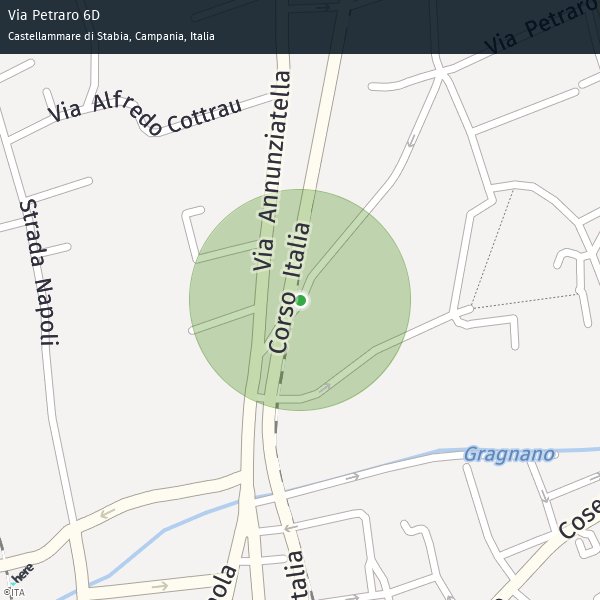 Via Petraro 6D
Castellammare di Stabia, Campania, Italia
Via Petraro
Via Alfredo Cottrau
Via Annunziatella
Strada Napoli
Corso Italia
Gragnano
Cose
here
©ITA
pola
talia